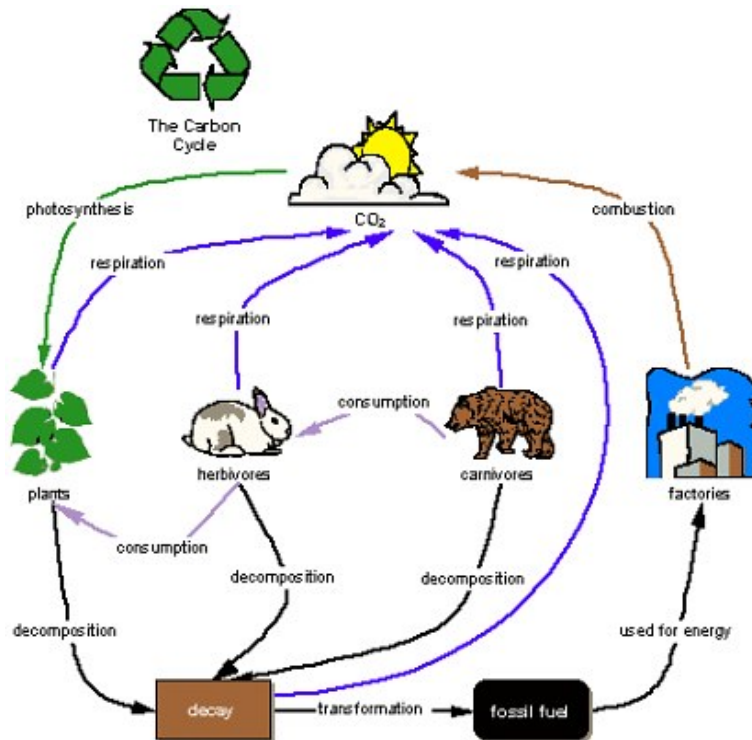 The Carbon
Cycle
photosynthesis
CO₂
combustion
respiration
respiration
respiration
respiration
consumption
plants
herbivores
carnivores
factories
consumption
decomposition
decomposition
decomposition
used for energy
decay
transformation
fossil fuel